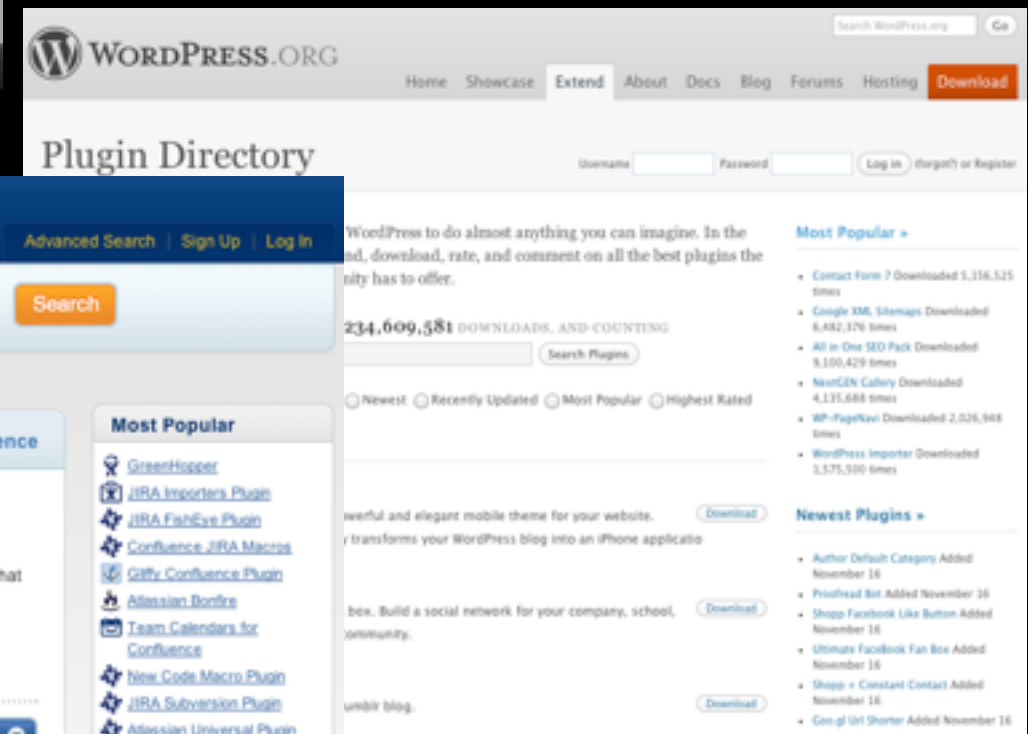 WORDPRESS.ORG
Search WordPress.org
Go
Home Showcase Extend About Docs Blog Forums Hosting Download
Plugin Directory
Username Password Log in (forgot?) or Register
Advanced Search | Sign Up | Log In
Search
ence
Most Popular
GreenHopper
JIRA Importers Plugin
JIRA FishEye Plugin
Confluence JIRA Macros
Gliffy Confluence Plugin
Atlassian Bonfire
Team Calendars for
Confluence
New Code Macro Plugin
JIRA Subversion Plugin
Atlassian Universal Plugin
hat
WordPress to do almost anything you can imagine. In the
nd, download, rate, and comment on all the best plugins the
nity has to offer.
234,609,581 DOWNLOADS, AND COUNTING
Search Plugins
Newest Recently Updated Most Popular Highest Rated
werful and elegant mobile theme for your website.
Download
y transforms your WordPress blog into an iPhone applicatio
box. Build a social network for your company, school,
Download
ommunity.
umblr blog.
Download
Most Popular »
Contact Form 7 Downloaded 5,156,525
times
Google XML Sitemaps Downloaded
6,482,376 times
All in One SEO Pack Downloaded
9,100,429 times
NextGEN Gallery Downloaded
4,135,688 times
WP-PageNavi Downloaded 2,026,948
times
WordPress Importer Downloaded
1,575,500 times
Newest Plugins »
Author Default Category Added
November 16
Proofread Bot Added November 16
Shopp Facebook Like Button Added
November 16
Ultimate FaceBook Fan Box Added
November 16
Shopp + Constant Contact Added
November 16
Goo.gl Url Shorter Added November 16